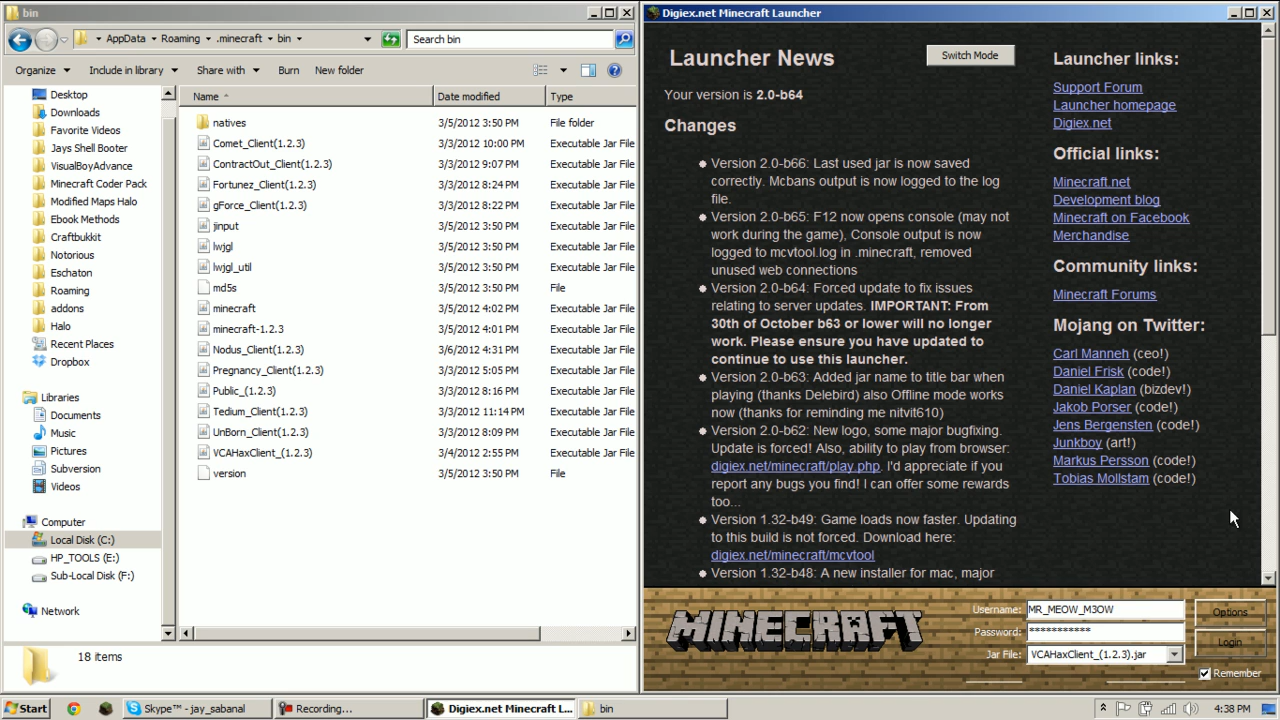 bin
AppData Roaming .minecraft bin
Search bin
Organize Include in library Share with Burn New folder
Desktop
Downloads
Favorite Videos
Jays Shell Booter
VisualBoyAdvance
Minecraft Coder Pack
Modified Maps Halo
Ebook Methods
Craftbukkit
Notorious
Eschaton
Roaming
addons
Halo
Recent Places
Dropbox
Libraries
Documents
Music
Pictures
Subversion
Videos
Computer
Local Disk (C:)
HP_TOOLS (E:)
Sub-Local Disk (F:)
Network
Name Date modified Type
natives 3/5/2012 3:50 PM File folder
Comet_Client(1.2.3) 3/3/2012 10:00 PM Executable Jar File
ContractOut_Client(1.2.3) 3/3/2012 9:07 PM Executable Jar File
Fortunez_Client(1.2.3) 3/3/2012 8:24 PM Executable Jar File
gForce_Client(1.2.3) 3/3/2012 8:22 PM Executable Jar File
jinput 3/5/2012 3:50 PM Executable Jar File
lwjgl 3/5/2012 3:50 PM Executable Jar File
lwjgl_util 3/5/2012 3:50 PM Executable Jar File
md5s 3/5/2012 3:50 PM File
minecraft 3/5/2012 4:02 PM Executable Jar File
minecraft-1.2.3 3/5/2012 4:01 PM Executable Jar File
Nodus_Client(1.2.3) 3/6/2012 4:31 PM Executable Jar File
Pregnancy_Client(1.2.3) 3/3/2012 5:05 PM Executable Jar File
Public_(1.2.3) 3/3/2012 8:16 PM Executable Jar File
Tedium_Client(1.2.3) 3/3/2012 11:14 PM Executable Jar File
UnBorn_Client(1.2.3) 3/3/2012 8:09 PM Executable Jar File
VCAHaxClient_(1.2.3) 3/4/2012 2:55 PM Executable Jar File
version 3/5/2012 3:50 PM File
18 items
Digiex.net Minecraft Launcher
Launcher News
Switch Mode
Your version is 2.0-b64
Changes
Version 2.0-b66: Last used jar is now saved
correctly. Mcbans output is now logged to the log
file.
Version 2.0-b65: F12 now opens console (may not
work during the game), Console output is now
logged to mcvtool.log in .minecraft, removed
unused web connections
Version 2.0-b64: Forced update to fix issues
relating to server updates. IMPORTANT: From
30th of October b63 or lower will no longer
work. Please ensure you have updated to
continue to use this launcher.
Version 2.0-b63: Added jar name to title bar when
playing (thanks Delebird) also Offline mode works
now (thanks for reminding me nitvit610)
Version 2.0-b62: New logo, some major bugfixing.
Update is forced! Also, ability to play from browser:
digiex.net/minecraft/play.php. I'd appreciate if you
report any bugs you find! I can offer some rewards
too...
Version 1.32-b49: Game loads now faster. Updating
to this build is not forced. Download here:
digiex.net/minecraft/mcvtool
Version 1.32-b48: A new installer for mac, major
Launcher links:
Support Forum
Launcher homepage
Digiex.net
Official links:
Minecraft.net
Development blog
Minecraft on Facebook
Merchandise
Community links:
Minecraft Forums
Mojang on Twitter:
Carl Manneh (ceo!)
Daniel Frisk (code!)
Daniel Kaplan (bizdev!)
Jakob Porser (code!)
Jens Bergensten (code!)
Junkboy (art!)
Markus Persson (code!)
Tobias Mollstam (code!)
MINECRAFT
Username: MR_MEOW_M3OW Options
Password: *********** Login
Jar File: VCAHaxClient_(1.2.3).jar
Remember
Start Skype™ - jay_sabanal Recording... Digiex.net Minecraft L... bin 4:38 PM